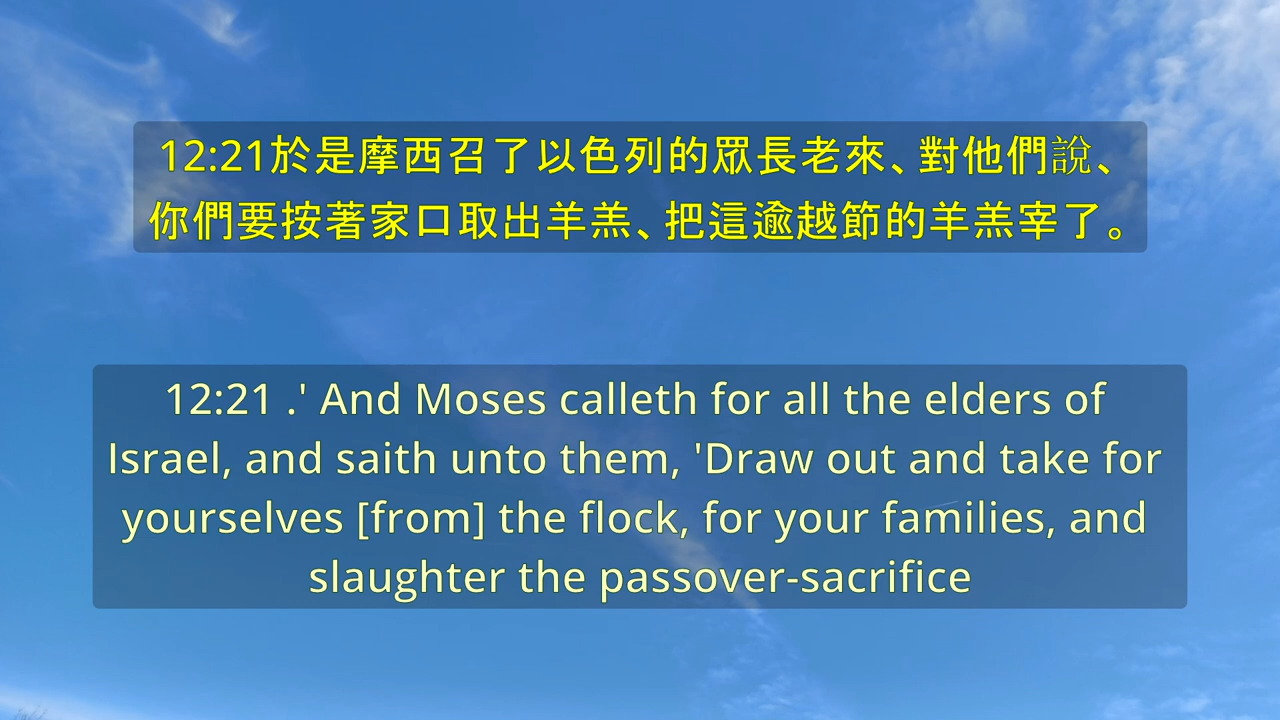 12:21於是摩西召了以色列的眾長老來、對他們說、
你們要按著家口取出羊羔、把這逾越節的羊羔宰了。
12:21 .' And Moses calleth for all the elders of
Israel, and saith unto them, 'Draw out and take for
yourselves [from] the flock, for your families, and
slaughter the passover-sacrifice